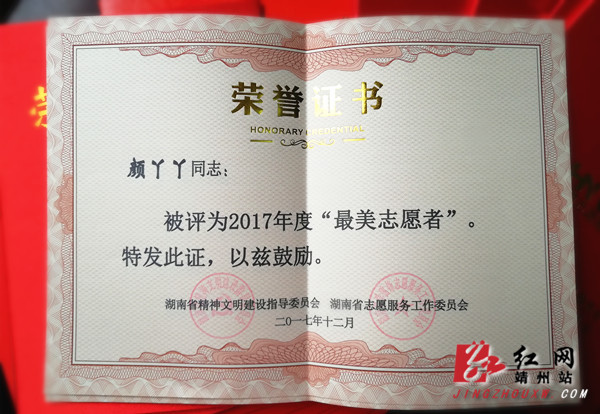 荣誉证书
HONORARY CREDENTIAL
颜丫丫同志：
被评为2017年度“最美志愿者”。
特发此证，以兹鼓励。
湖南省精神文明建设指导委员会 湖南省志愿服务工作委员会
二〇一七年十二月
红网
靖州站
JINGZHOUXW.COM